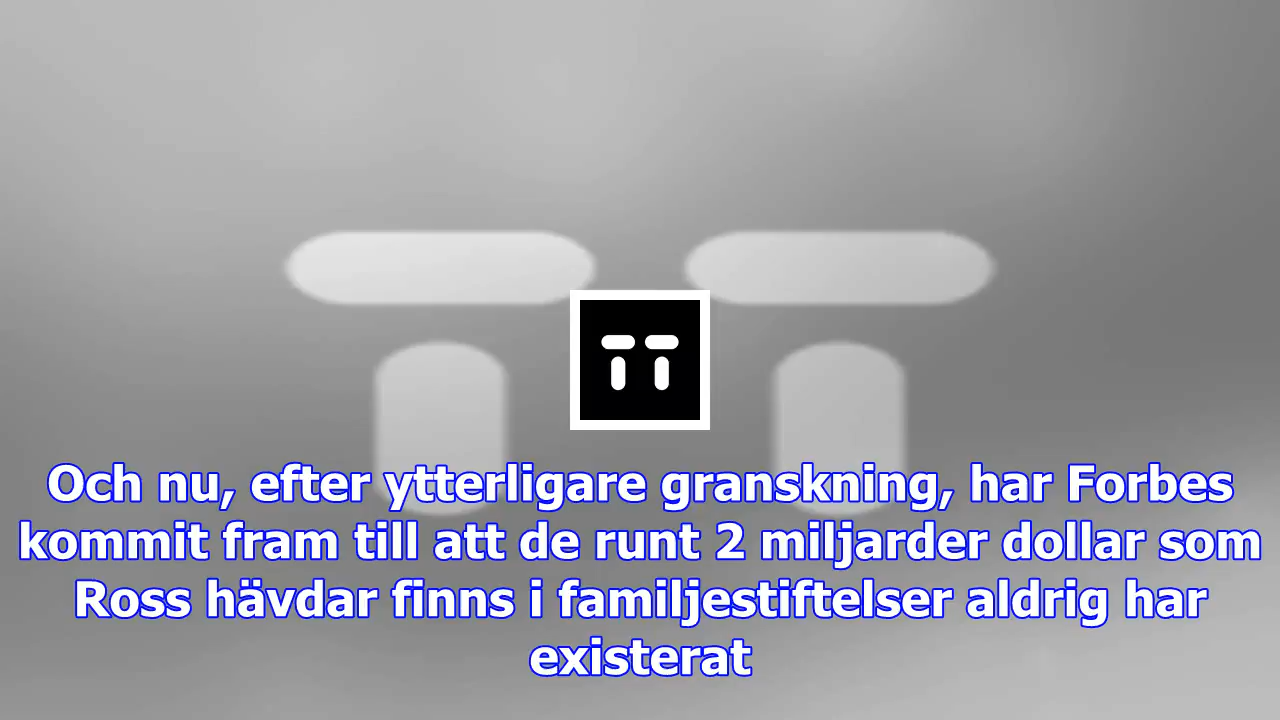 Och nu, efter ytterligare granskning, har Forbes
kommit fram till att de runt 2 miljarder dollar som
Ross hävdar finns i familjestiftelser aldrig har
existerat